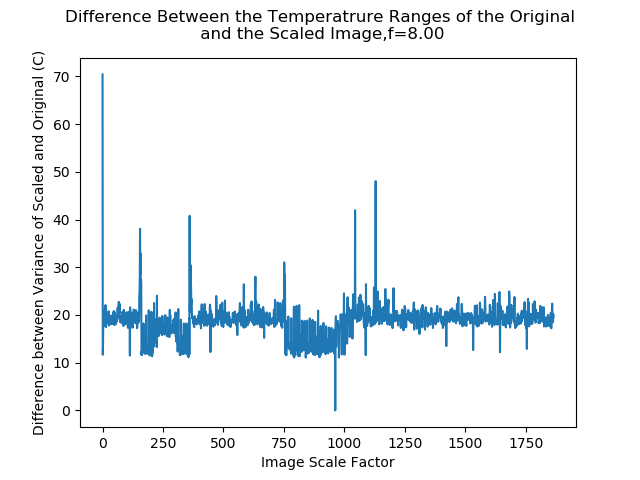 Difference Between the Temperatrure Ranges of the Original
and the Scaled Image,f=8.00
Difference between Variance of Scaled and Original (C)
70
60
50
40
30
20
10
0
0 250 500 750 1000 1250 1500 1750
Image Scale Factor